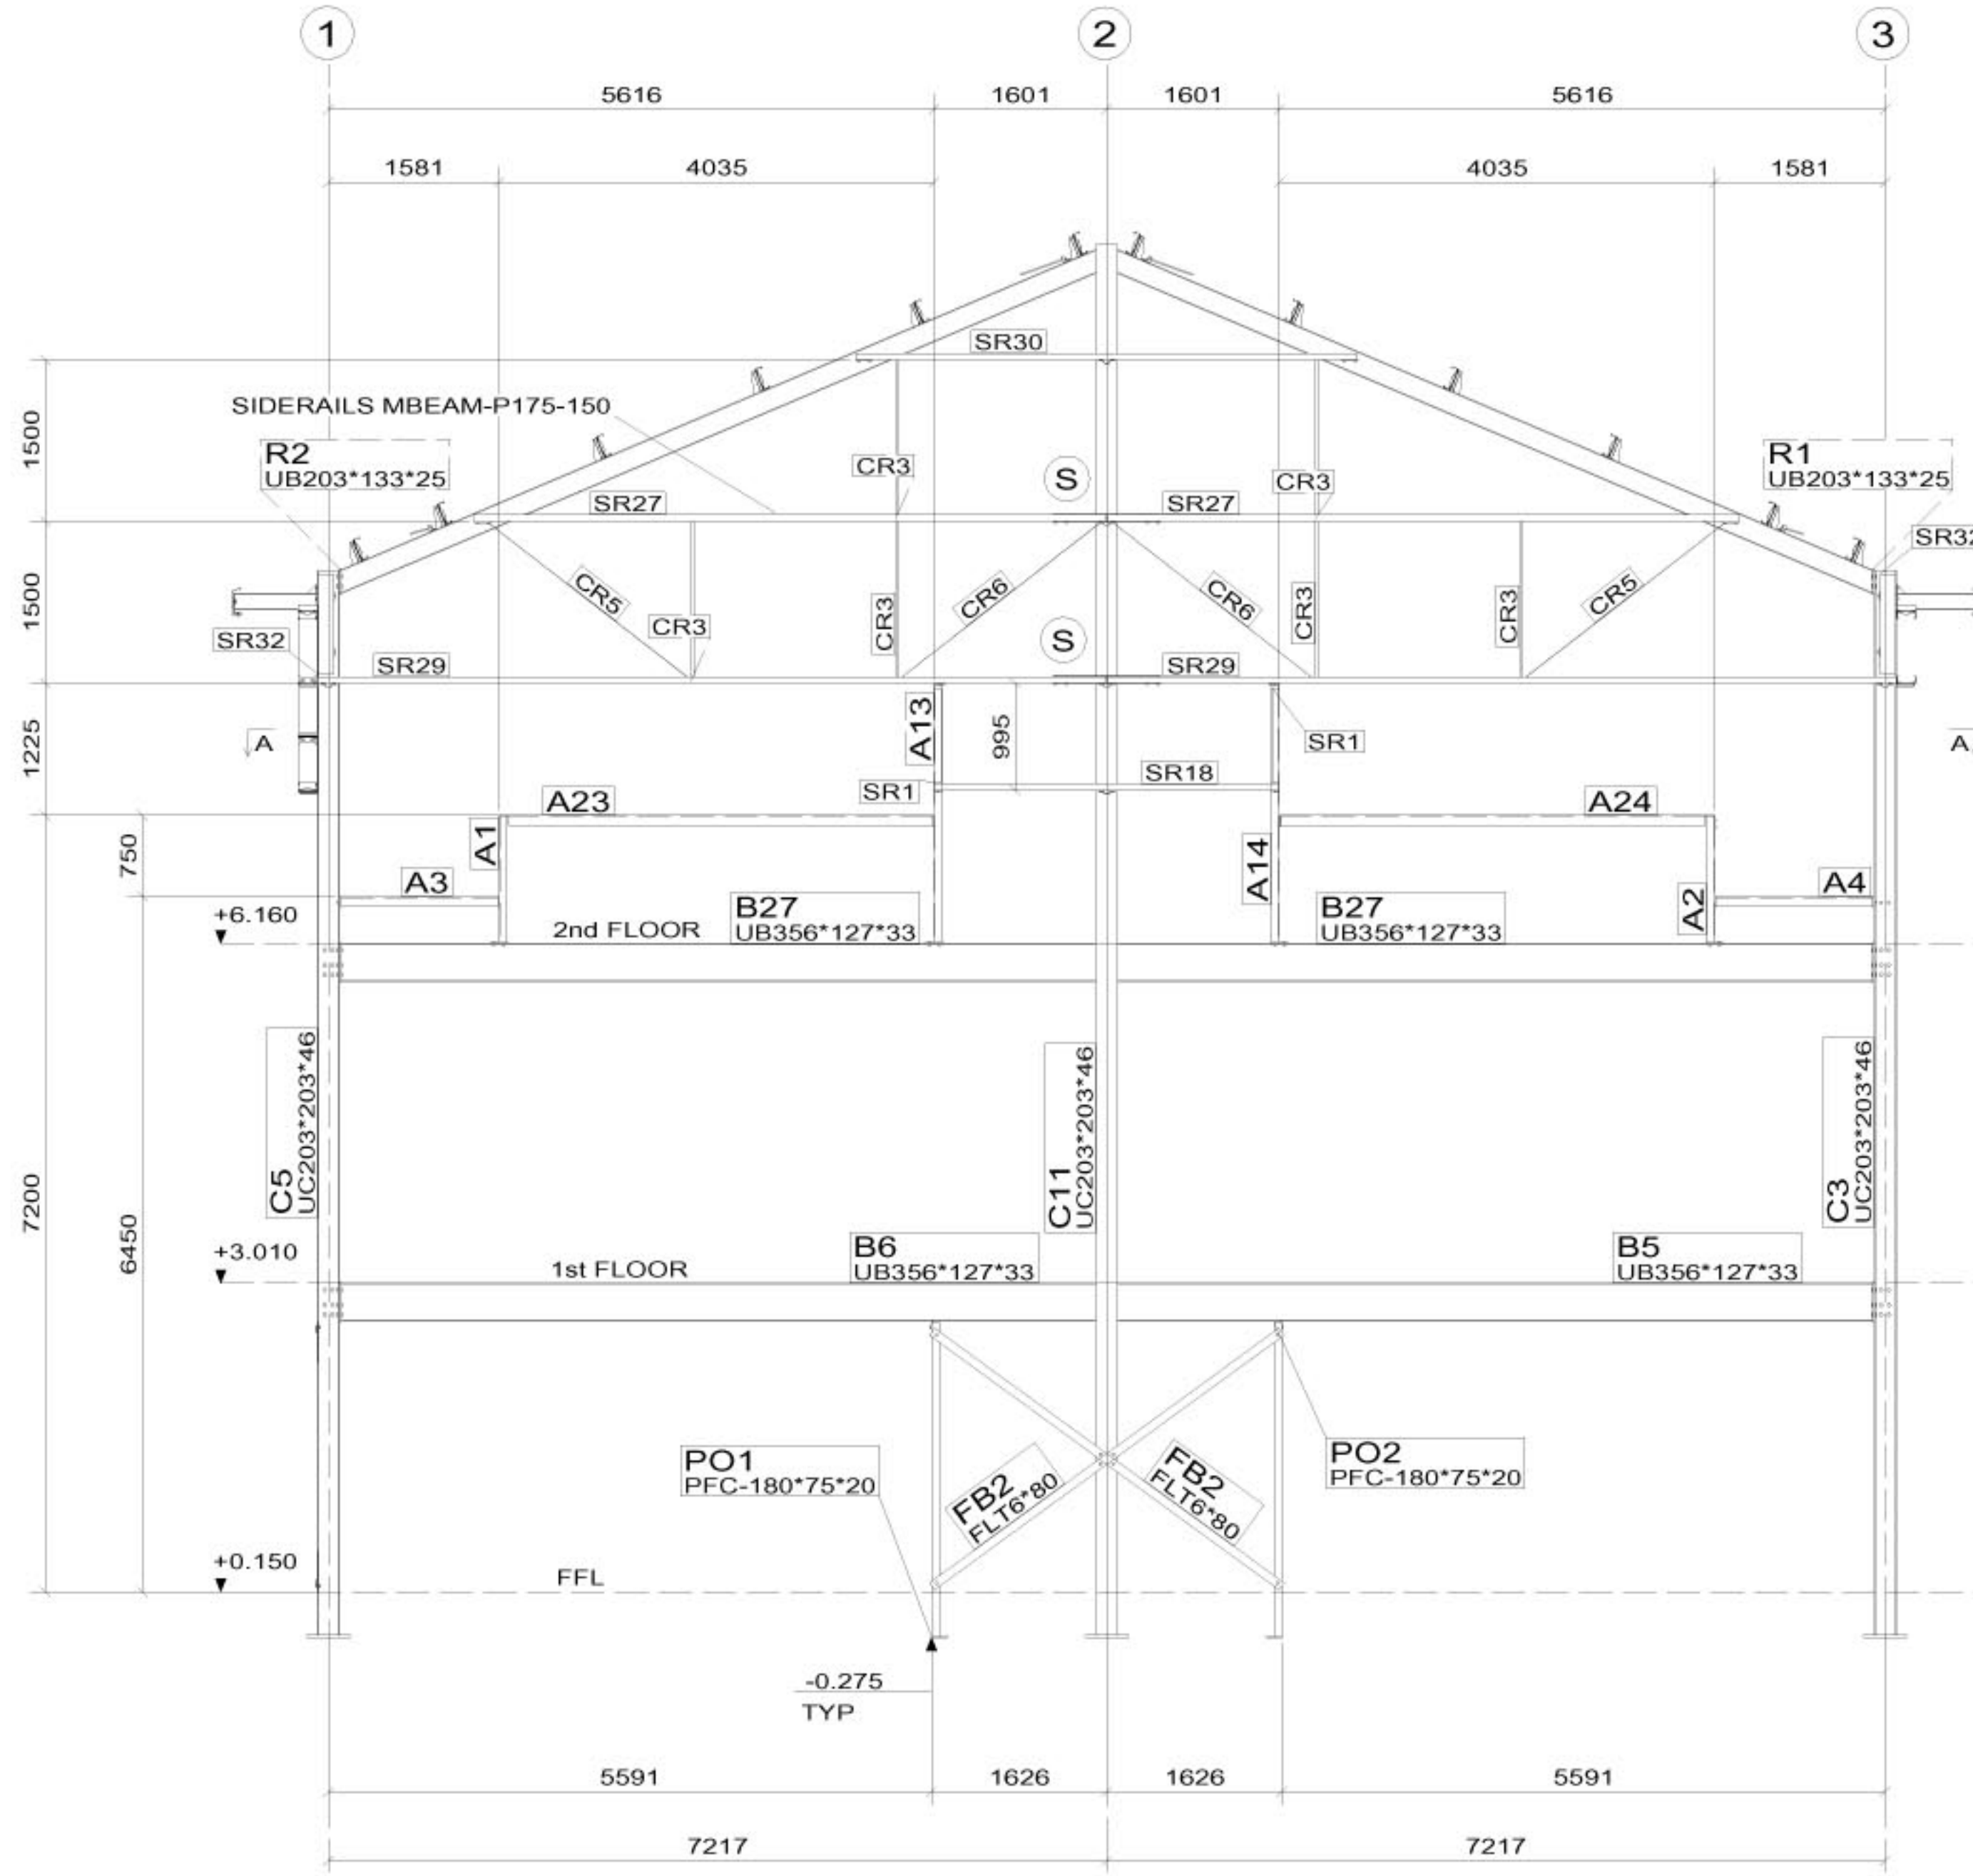 1 2 3
5616 1601 1601 5616
1581 4035 4035 1581
SR30
SIDERAILS MBEAM-P175-150
1500
R2
UB203*133*25
CR3
S
CR3
R1
UB203*133*25
SR27 SR27
SR32
1500
CR5
CR3
CR3
CR6
CR6
CR3
CR3
CR5
SR32
S
SR29 SR29
1225
A
A13
995
SR1
A
SR18
SR1
A23 A24
750
A1
A14
A3 A4
A2
+6.160
2nd FLOOR
B27
UB356*127*33
B27
UB356*127*33
C5
UC203*203*46
C11
UC203*203*46
C3
UC203*203*46
7200
6450
+3.010
1st FLOOR
B6
UB356*127*33
B5
UB356*127*33
PO1
PFC-180*75*20
FB2
FLT6*80
FB2
FLT6*80
PO2
PFC-180*75*20
+0.150
FFL
-0.275
TYP
5591 1626 1626 5591
7217 7217